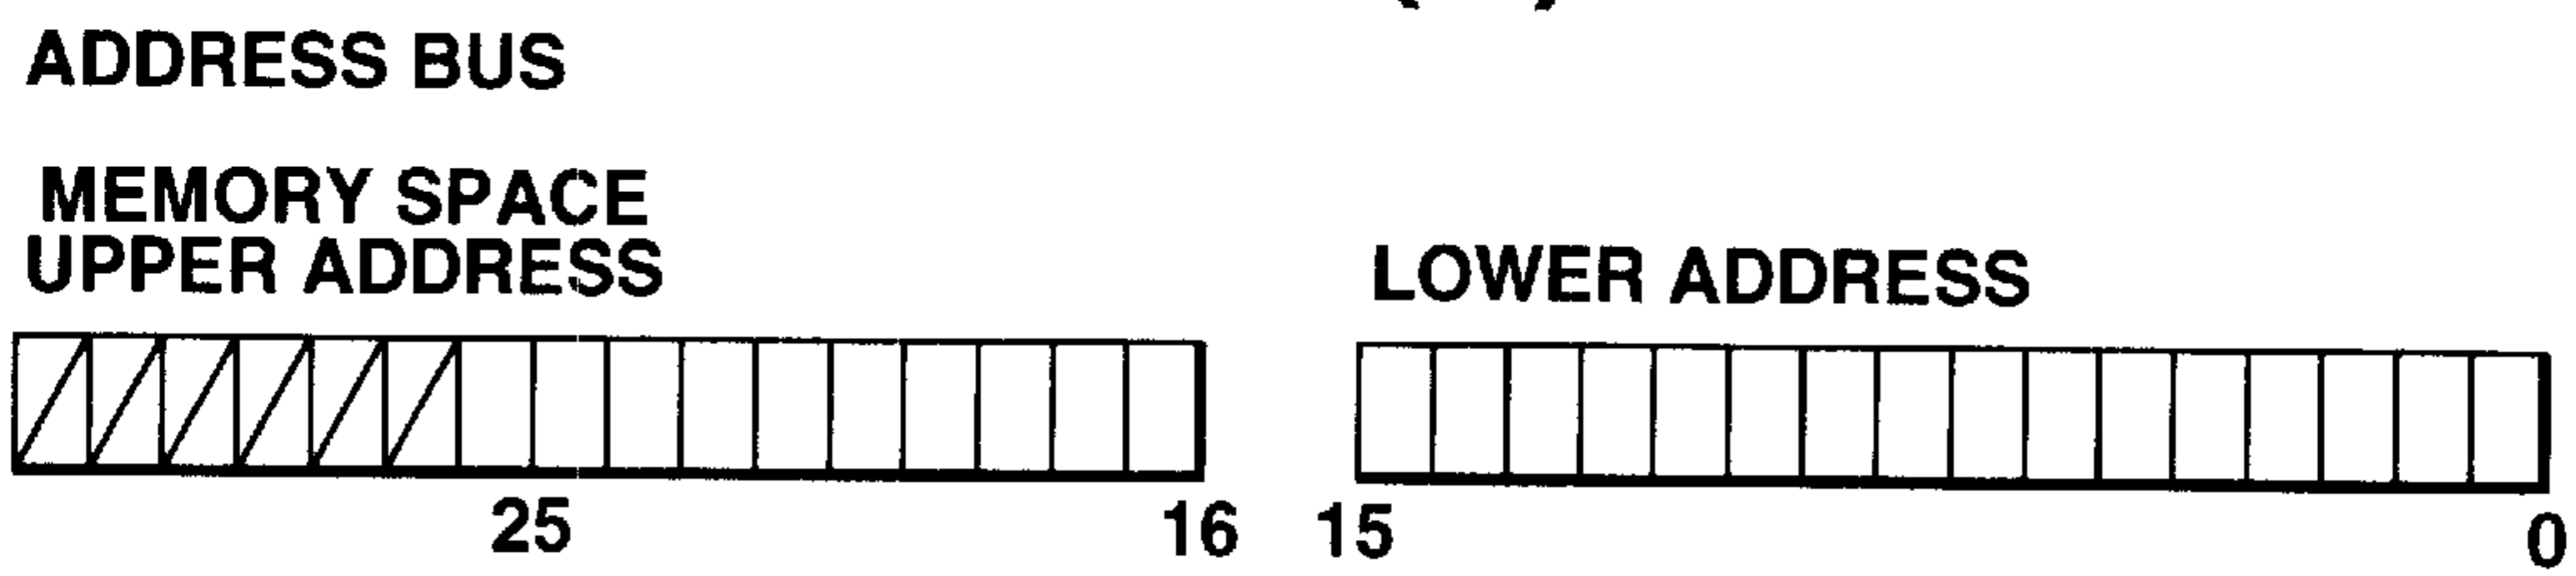 ADDRESS BUS
MEMORY SPACE
UPPER ADDRESS
LOWER ADDRESS
25 16 15 0